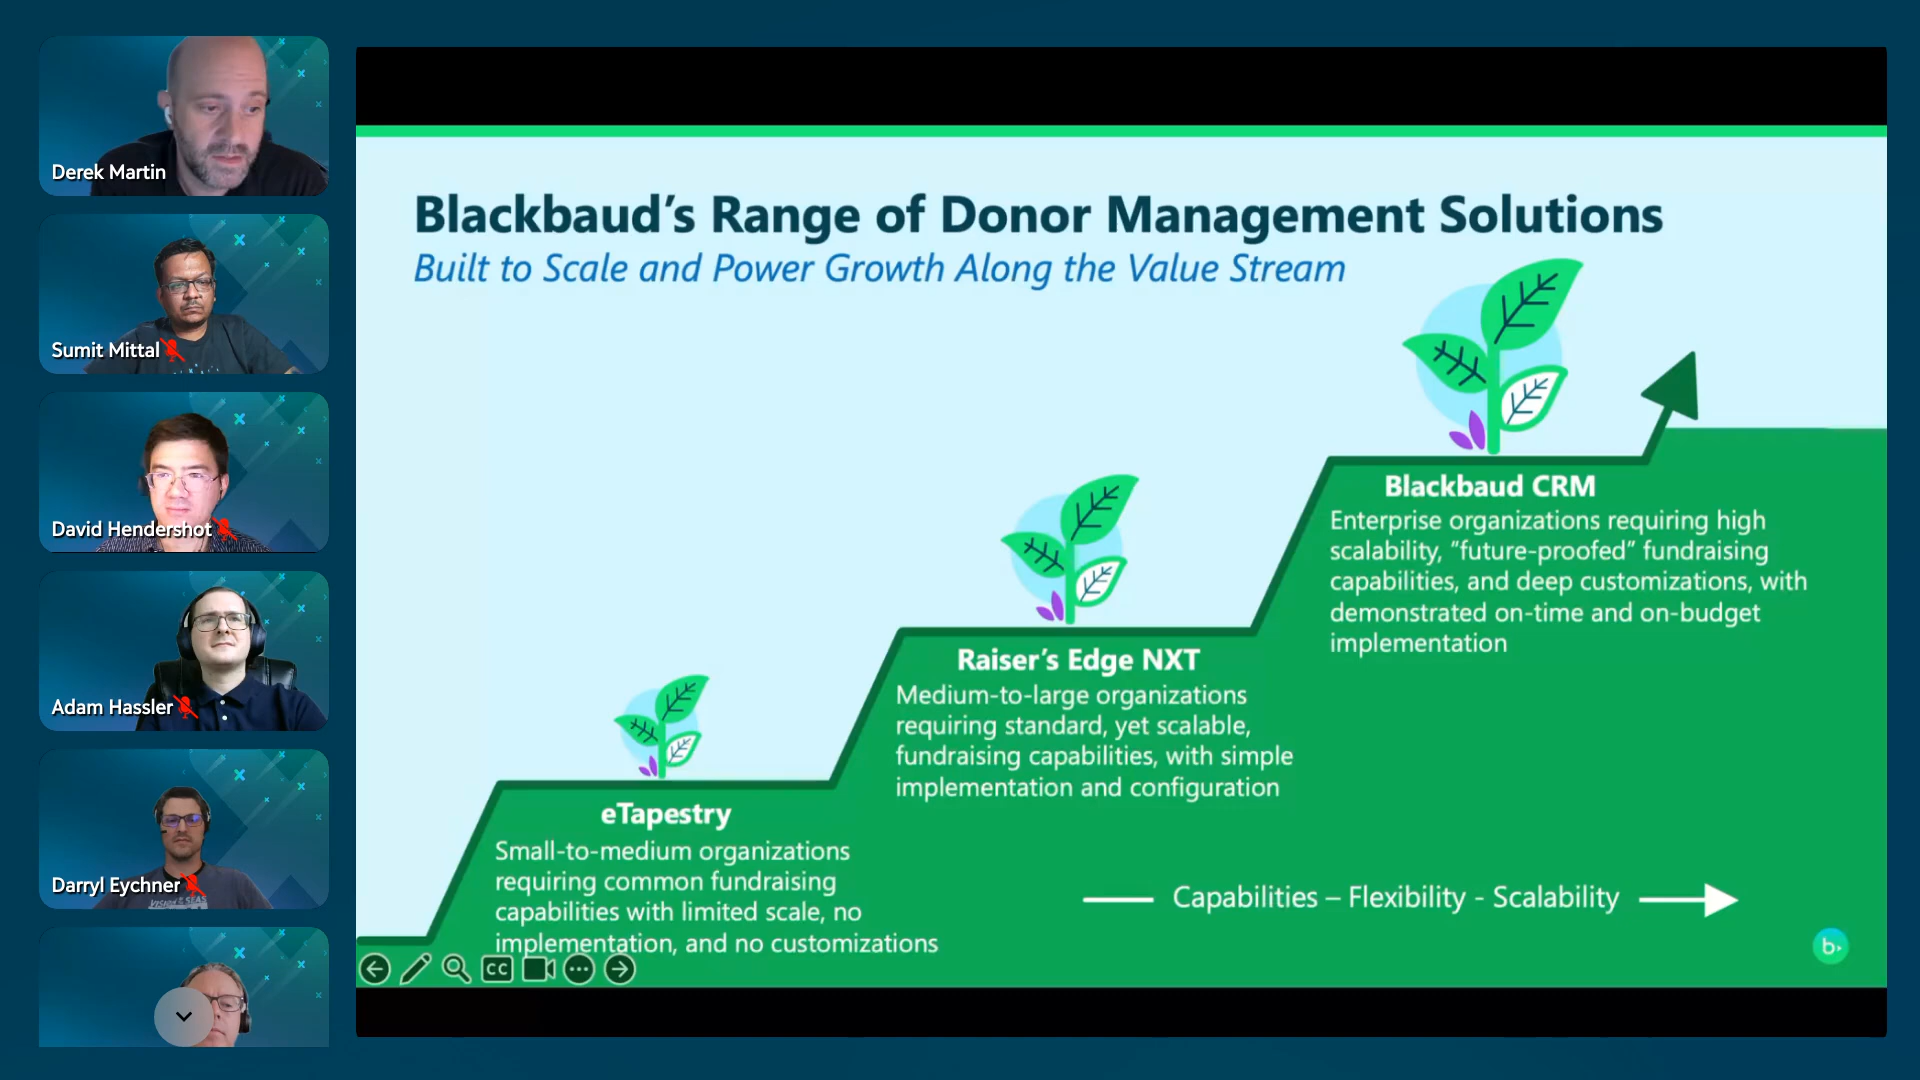 Derek Martin
Sumit Mittal
David Hendershot
Adam Hassler
Darryl Eychner
VISION of the SEAS
Blackbaud’s Range of Donor Management Solutions
Built to Scale and Power Growth Along the Value Stream
Blackbaud CRM
Enterprise organizations requiring high
scalability, “future-proofed” fundraising
capabilities, and deep customizations, with
demonstrated on-time and on-budget
implementation
Raiser’s Edge NXT
Medium-to-large organizations
requiring standard, yet scalable,
fundraising capabilities, with simple
implementation and configuration
eTapestry
Small-to-medium organizations
requiring common fundraising
capabilities with limited scale, no
implementation, and no customizations
Capabilities – Flexibility - Scalability
CC
b